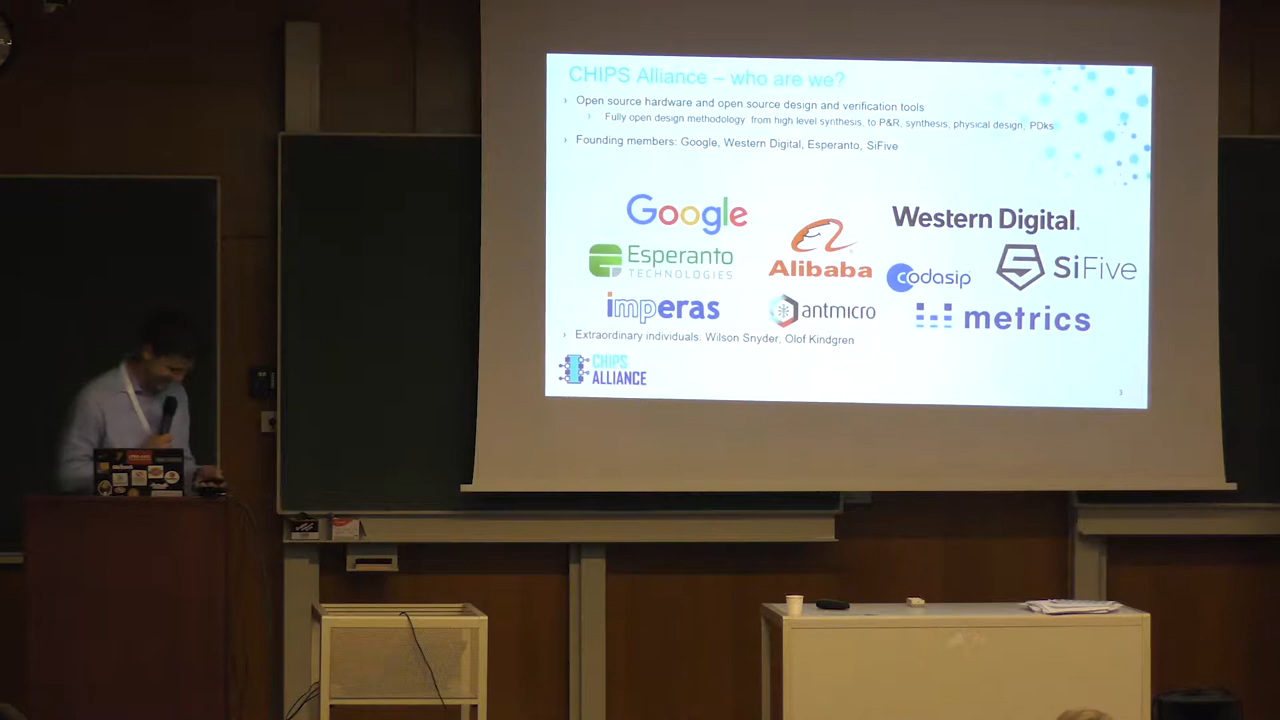 CHIPS Alliance – who are we?
› Open source hardware and open source design and verification tools
› Fully open design methodology from high level synthesis, to P&R, synthesis, physical design, PDks
› Founding members: Google, Western Digital, Esperanto, SiFive
Google
Western Digital.
Esperanto
TECHNOLOGIES
Alibaba
codasip
SiFive
imperas
antmicro
metrics
› Extraordinary individuals: Wilson Snyder, Olof Kindgren
CHIPS
ALLIANCE
3